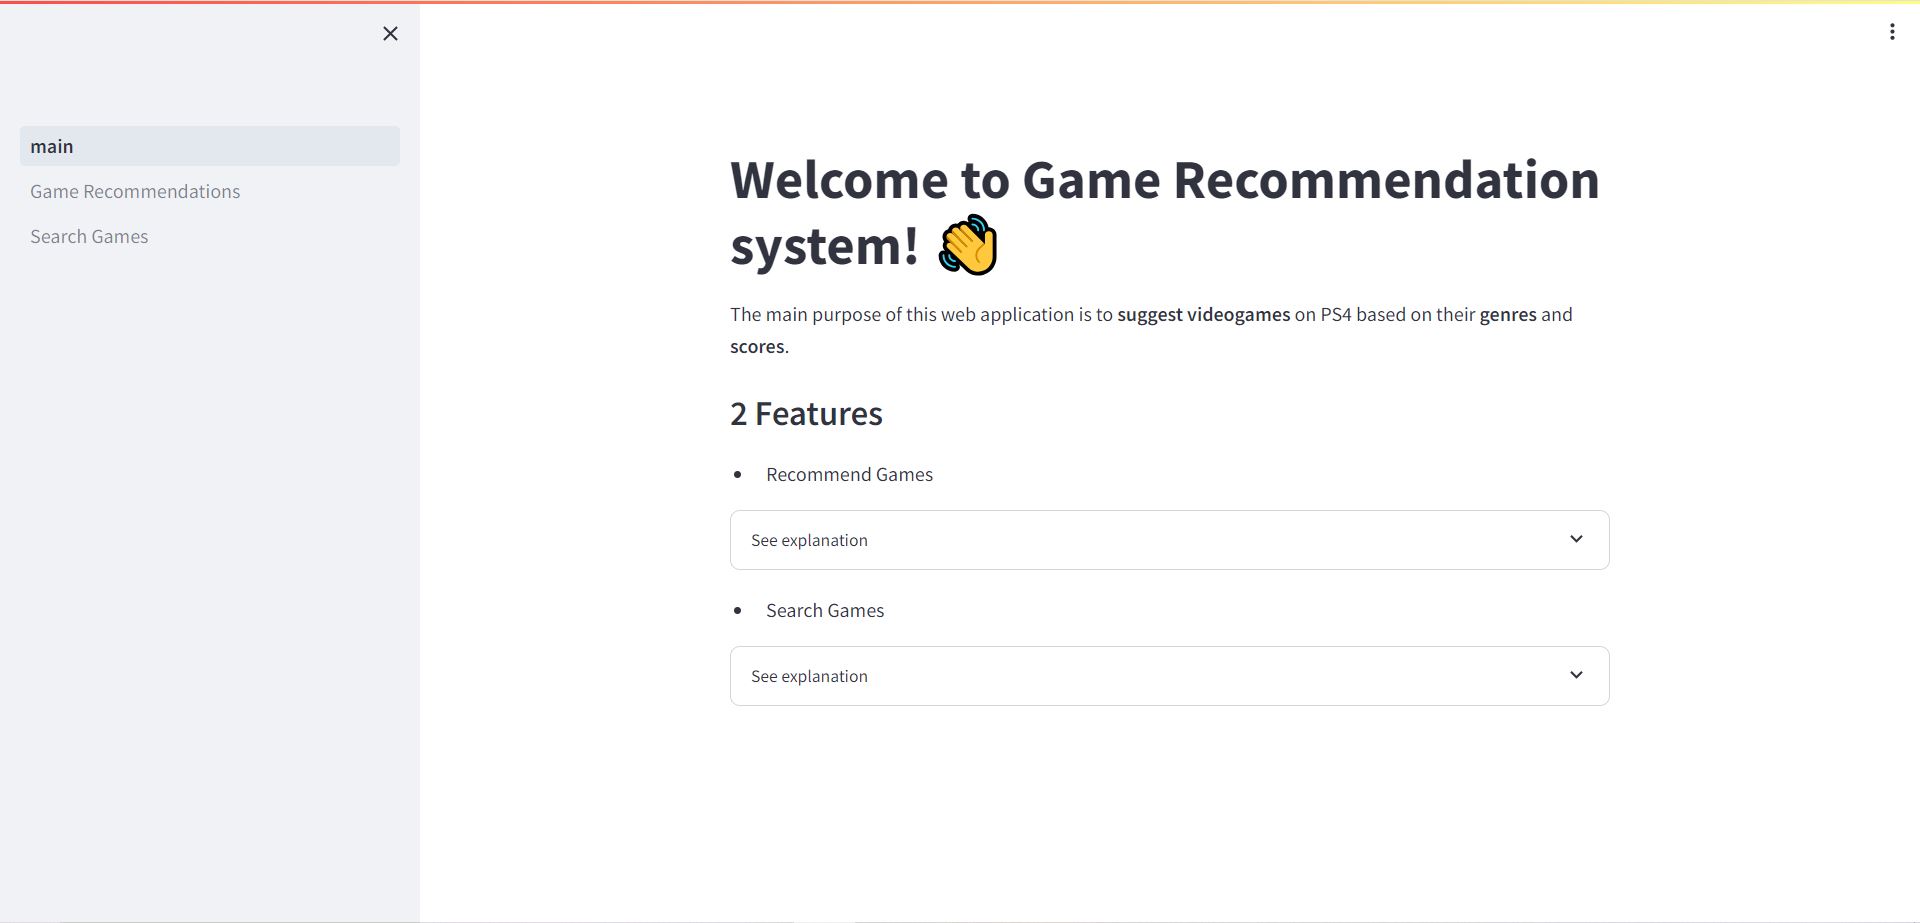 main
Game Recommendations
Search Games
Welcome to Game Recommendation
system! 👋
The main purpose of this web application is to suggest videogames on PS4 based on their genres and
scores.
2 Features
• Recommend Games
See explanation
• Search Games
See explanation